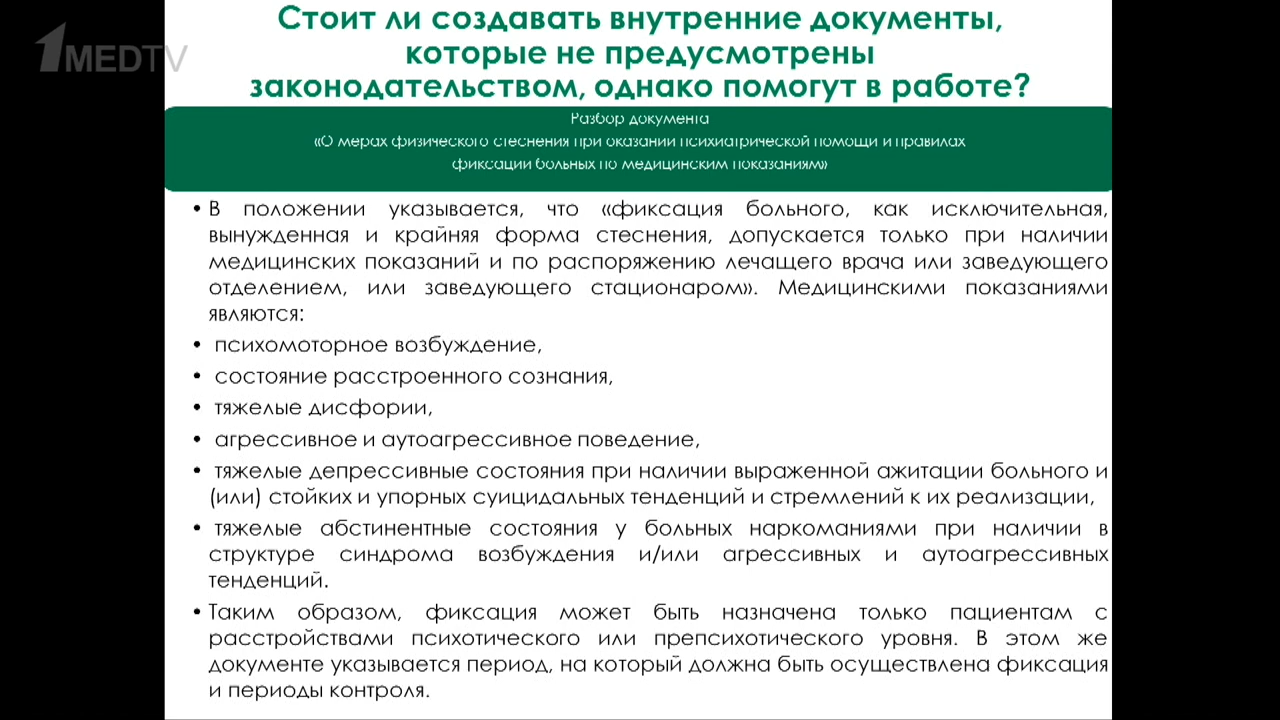 1MEDTV
Стоит ли создавать внутренние документы,
которые не предусмотрены
законодательством, однако помогут в работе?
Разбор документа
«О мерах физического стеснения при оказании психиатрической помощи и правилах
фиксации больных по медицинским показаниям»
• В положении указывается, что «фиксация больного, как исключительная,
вынужденная и крайняя форма стеснения, допускается только при наличии
медицинских показаний и по распоряжению лечащего врача или заведующего
отделением, или заведующего стационаром». Медицинскими показаниями
являются:
• психомоторное возбуждение,
• состояние расстроенного сознания,
• тяжелые дисфории,
• агрессивное и аутоагрессивное поведение,
• тяжелые депрессивные состояния при наличии выраженной ажитации больного и
(или) стойких и упорных суицидальных тенденций и стремлений к их реализации,
• тяжелые абстинентные состояния у больных наркоманиями при наличии в
структуре синдрома возбуждения и/или агрессивных и аутоагрессивных
тенденций.
• Таким образом, фиксация может быть назначена только пациентам с
расстройствами психотического или препсихотического уровня. В этом же
документе указывается период, на который должна быть осуществлена фиксация
и периоды контроля.